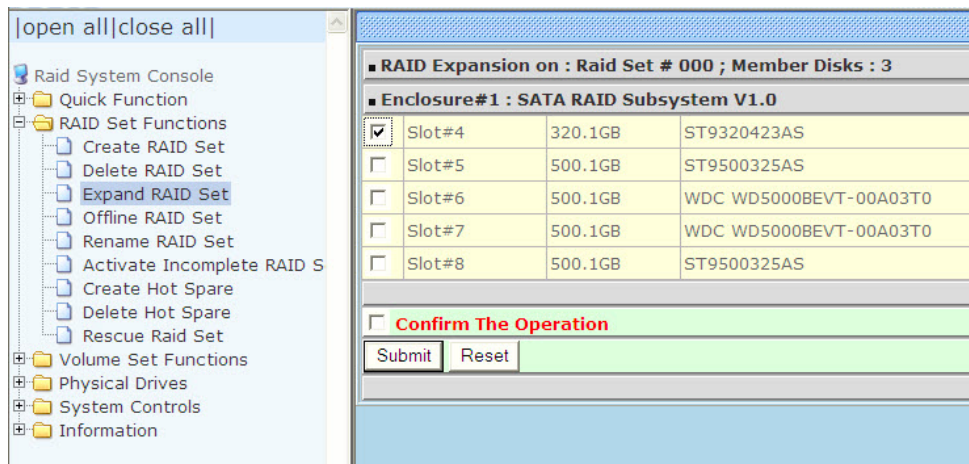 |open all|close all|
Raid System Console
Quick Function
RAID Set Functions
Create RAID Set
Delete RAID Set
Expand RAID Set
Offline RAID Set
Rename RAID Set
Activate Incomplete RAID S
Create Hot Spare
Delete Hot Spare
Rescue Raid Set
Volume Set Functions
Physical Drives
System Controls
Information
RAID Expansion on : Raid Set # 000 ; Member Disks : 3
Enclosure#1 : SATA RAID Subsystem V1.0
Slot#4 320.1GB ST9320423AS
Slot#5 500.1GB ST9500325AS
Slot#6 500.1GB WDC WD5000BEVT-00A03T0
Slot#7 500.1GB WDC WD5000BEVT-00A03T0
Slot#8 500.1GB ST9500325AS
Confirm The Operation
Submit Reset